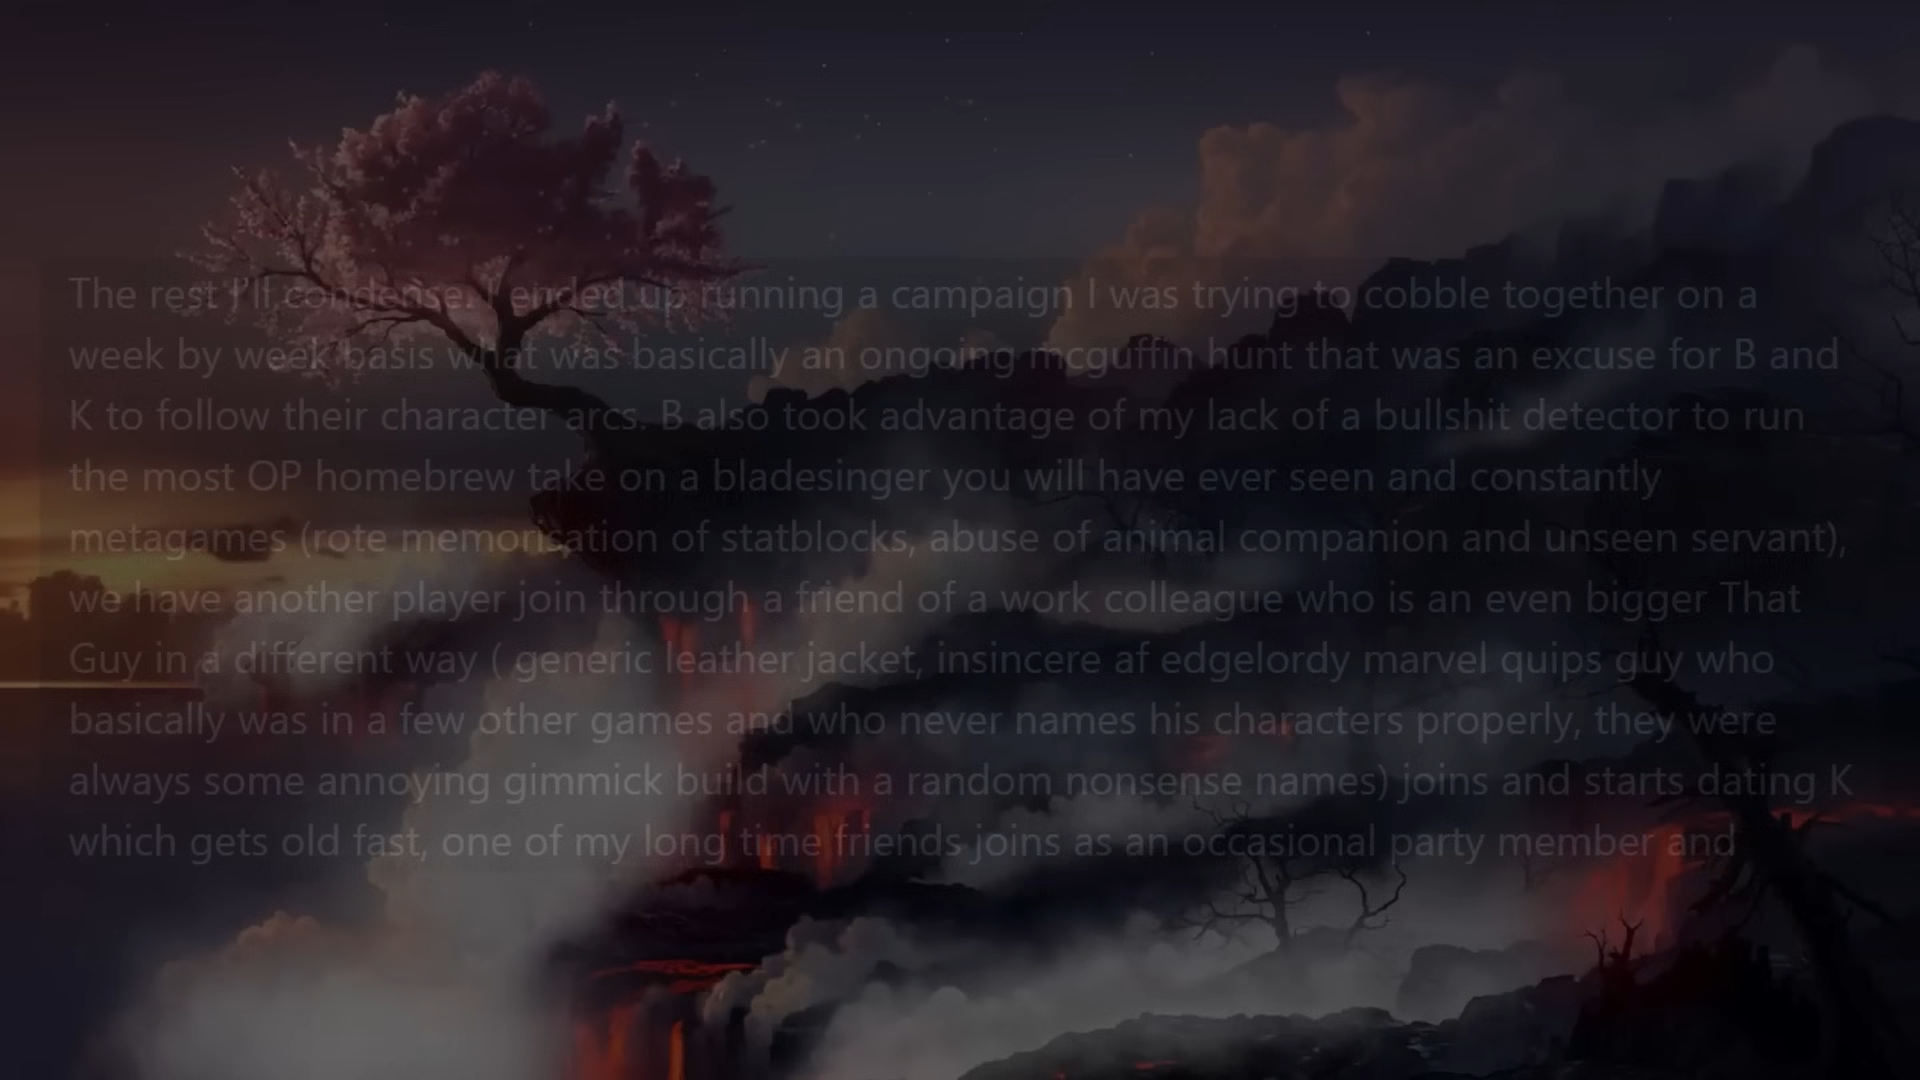 The rest I'll condense. I ended up running a campaign I was trying to cobble together on a
week by week basis what was basically an ongoing mcguffin hunt that was an excuse for B and
K to follow their character arcs. B also took advantage of my lack of a bullshit detector to run
the most OP homebrew take on a bladesinger you will have ever seen and constantly
metagames (rote memorisation of statblocks, abuse of animal companion and unseen servant),
we have another player join through a friend of a work colleague who is an even bigger That
Guy in a different way ( generic leather jacket, insincere af edgelordy marvel quips guy who
basically was in a few other games and who never names his characters properly, they were
always some annoying gimmick build with a random nonsense names) joins and starts dating K
which gets old fast, one of my long time friends joins as an occasional party member and